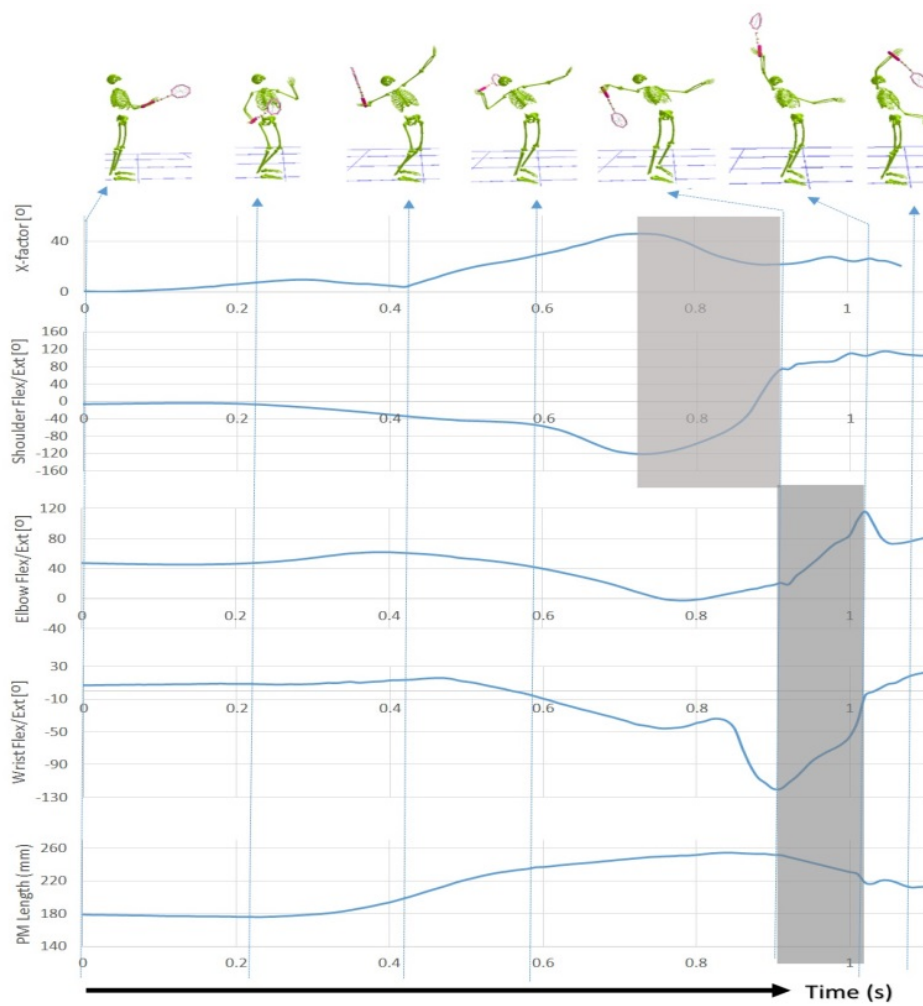 X-factor [º]
40
0
0 0.2 0.4 0.6 0.8 1
Shoulder Flex/Ext [º]
160
120
80
40
0
-40
-80
-120
-160
0 0.2 0.4 0.6 0.8 1
Elbow Flex/Ext [º]
120
80
40
0
-40
0 0.2 0.4 0.6 0.8 1
Wrist Flex/Ext [º]
30
-10
-50
-90
-130
0 0.2 0.4 0.6 0.8 1
PM Length (mm)
260
220
180
140
0 0.2 0.4 0.6 0.8 1
Time (s)